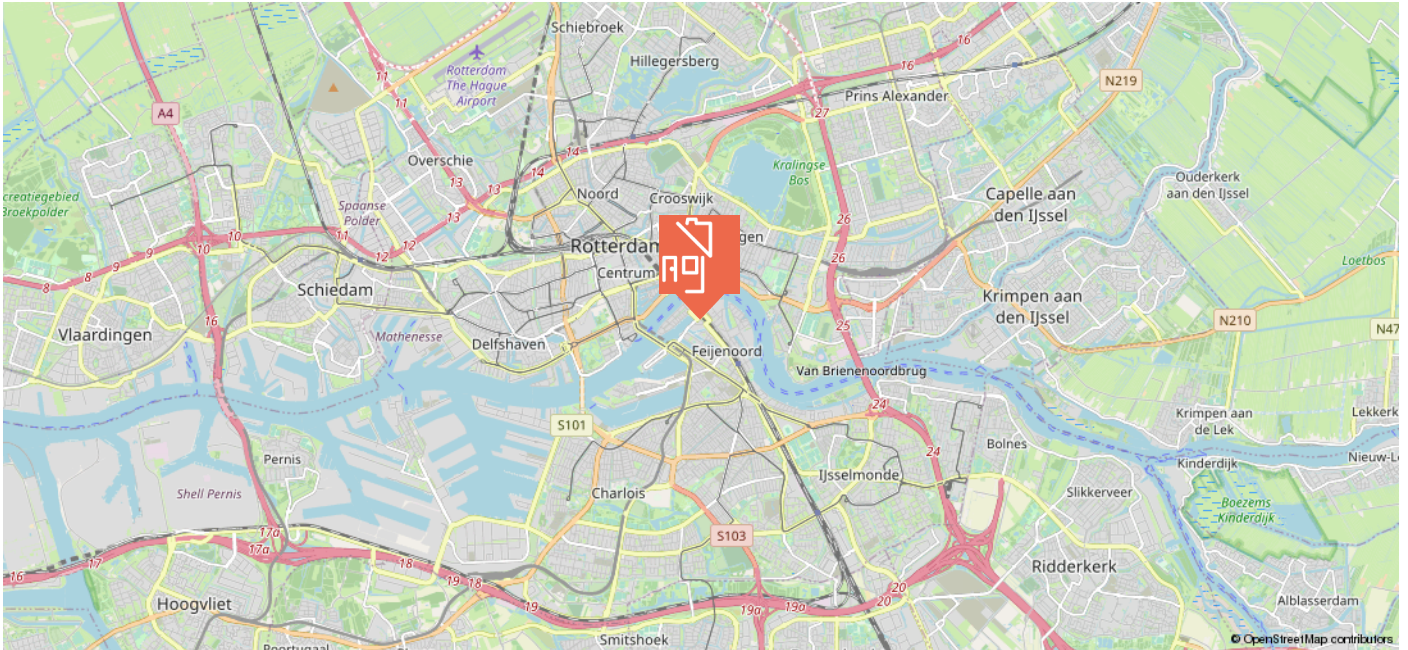 Schiebroek
Hillegersberg
16
11
Rotterdam
The Hague
Airport
16
N219
Prins Alexander
11
27
A4
Overschie
14
Kralingse
Bos
13
14
13
Ouderkerk
aan den IJssel
creatiegebied
Broekpolder
Spaanse
Polder
Noord
Crooswijk
Capelle aan
den IJssel
13
26
10
10
11
12
Rotterdam
gen
9
9
8
8
Centrum
26
Loetbos
Schiedam
Krimpen aan
den IJssel
16
N210
N47
Vlaardingen
Mathenesse
Delfshaven
25
Feijenoord
Van Brienenoordbrug
24
S101
Krimpen aan
de Lek
Lekkerk
24
Bolnes
Pernis
Kinderdijk
Nieuw-L
Shell Pernis
IJsselmonde
Charlois
Slikkerveer
Boezems
Kinderdijk
17a
17a
S103
16
17
18
19
18
19
19a
19a
20
20
Ridderkerk
Hoogvliet
Alblasserdam
Smitshoek
Poortugaal
© OpenStreetMap contributors